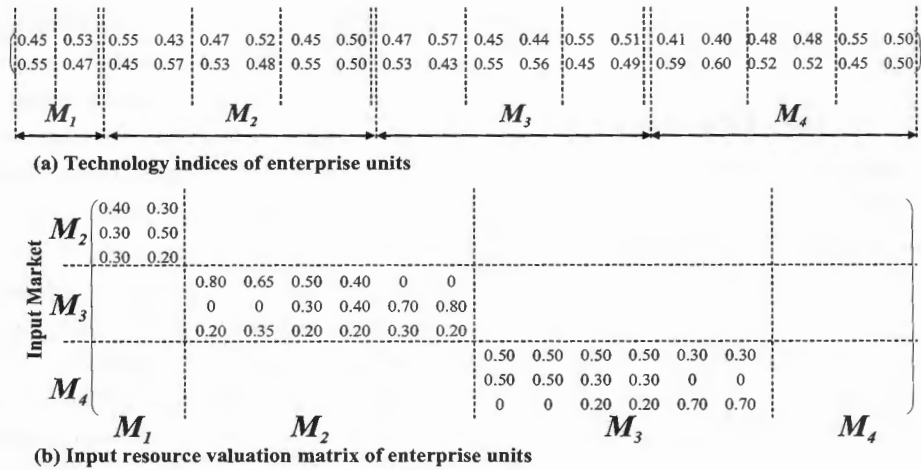 0.45 0.53 0.55 0.43 0.47 0.52 0.45 0.50 0.47 0.57 0.45 0.44 0.55 0.51 0.41 0.40 0.48 0.48 0.55 0.50
0.55 0.47 0.45 0.57 0.53 0.48 0.55 0.50 0.53 0.43 0.55 0.56 0.45 0.49 0.59 0.60 0.52 0.52 0.45 0.50
M1 M2 M3 M4
(a) Technology indices of enterprise units
Input Market
M2
0.40 0.30
0.30 0.50
0.30 0.20
M3
0.80 0.65 0.50 0.40 0 0
0 0 0.30 0.40 0.70 0.80
0.20 0.35 0.20 0.20 0.30 0.20
M4
0.50 0.50 0.50 0.50 0.30 0.30
0.50 0.50 0.30 0.30 0 0
0 0 0.20 0.20 0.70 0.70
M1 M2 M3 M4
(b) Input resource valuation matrix of enterprise units